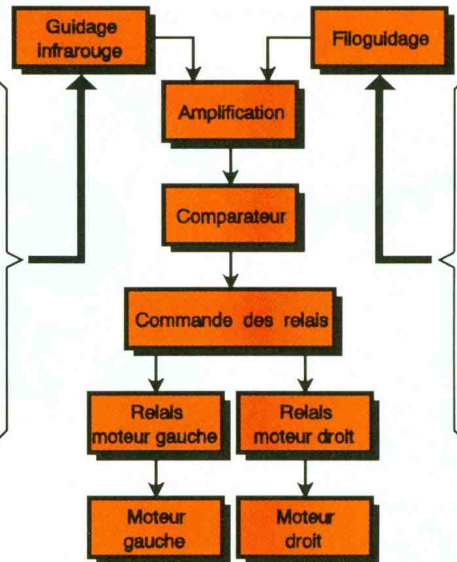 Guidage
infrarouge
Filoguidage
Amplification
Comparateur
Commande des relais
Relais
moteur gauche
Relais
moteur droit
Moteur
gauche
Moteur
droit